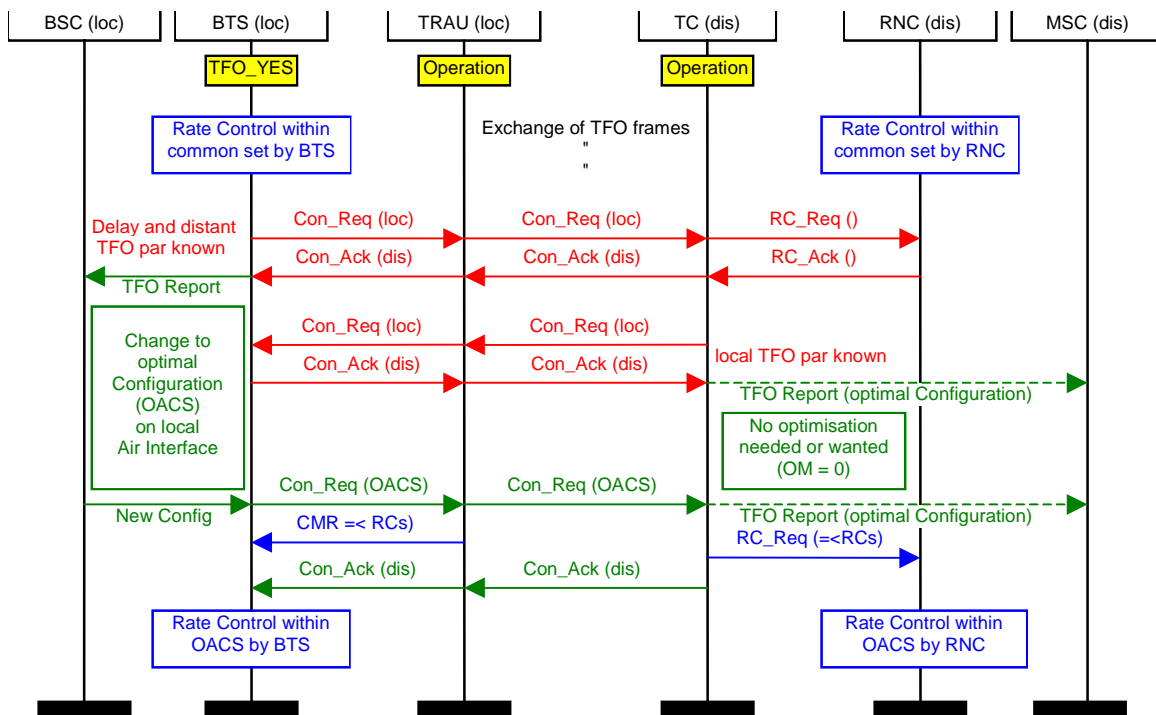 BSC (loc) BTS (loc) TRAU (loc) TC (dis) RNC (dis) MSC (dis)
TFO_YES Operation Operation
Rate Control within
common set by BTS
Exchange of TFO frames
"
"
Rate Control within
common set by RNC
Delay and distant
TFO par known
Con_Req (loc) Con_Req (loc) RC_Req ()
Con_Ack (dis) Con_Ack (dis) RC_Ack ()
TFO Report
Change to
optimal
Configuration
(OACS)
on local
Air Interface
Con_Req (loc) Con_Req (loc)
Con_Ack (dis) Con_Ack (dis) local TFO par known
TFO Report (optimal Configuration)
No optimisation
needed or wanted
(OM = 0)
Con_Req (OACS) Con_Req (OACS)
New Config TFO Report (optimal Configuration)
CMR =< RCs) RC_Req (=<RCs)
Con_Ack (dis) Con_Ack (dis)
Rate Control within
OACS by BTS
Rate Control within
OACS by RNC